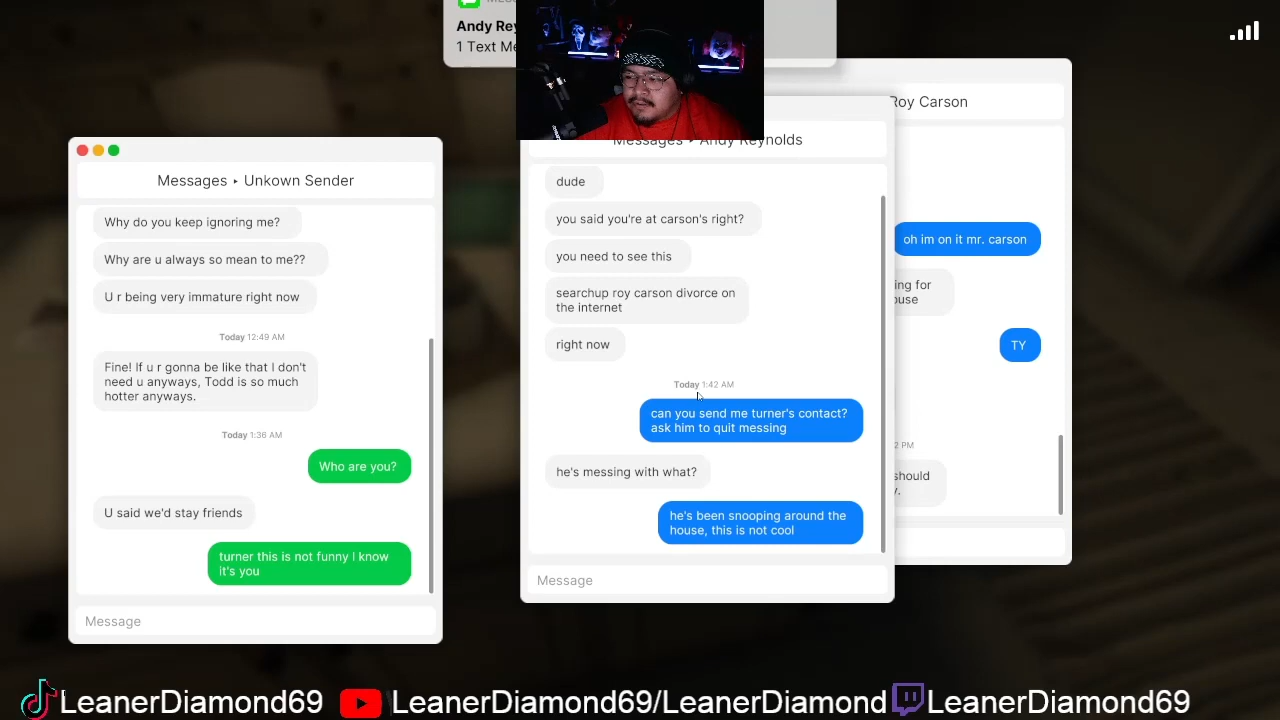 Andy Rey
1 Text Me
Messages ▸ Unkown Sender
Why do you keep ignoring me?
Why are u always so mean to me??
U r being very immature right now
Today 12:49 AM
Fine! If u r gonna be like that I don't
need u anyways, Todd is so much
hotter anyways.
Today 1:36 AM
Who are you?
U said we'd stay friends
turner this is not funny I know
it's you
Message
Messages ▸ Andy Reynolds
dude
you said you're at carson's right?
you need to see this
searchup roy carson divorce on
the internet
right now
Today 1:42 AM
can you send me turner's contact?
ask him to quit messing
he's messing with what?
he's been snooping around the
house, this is not cool
Message
Roy Carson
oh im on it mr. carson
ing for
ouse
TY
2 PM
should
y.
LeanerDiamond69
LeanerDiamond69/LeanerDiamond
LeanerDiamond69